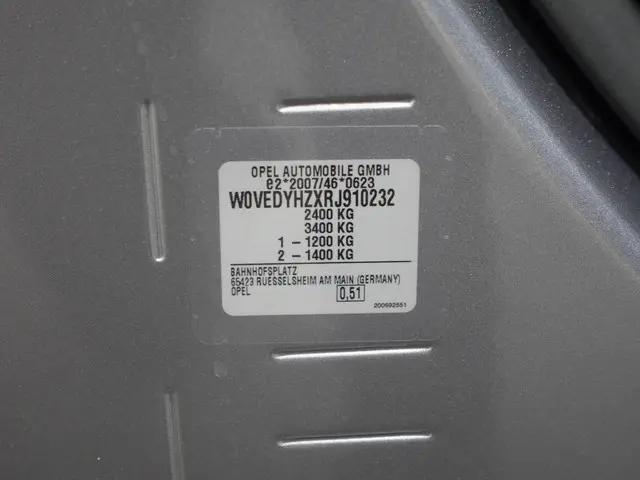 OPEL AUTOMOBILE GMBH
e2*2007/46*0623
W0VEDYHZXRJ910232
2400 KG
3400 KG
1 - 1200 KG
2 - 1400 KG
BAHNHOFSPLATZ
65423 RUESSELSHEIM AM MAIN (GERMANY)
OPEL 0,51
200692551